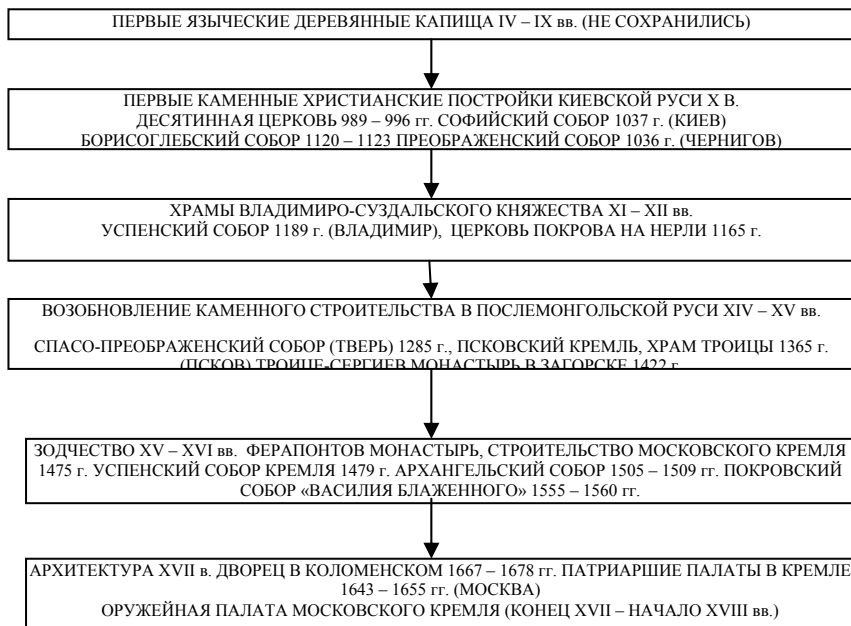 ПЕРВЫЕ ЯЗЫЧЕСКИЕ ДЕРЕВЯННЫЕ КАПИЩА IV – IX вв. (НЕ СОХРАНИЛИСЬ)
ПЕРВЫЕ КАМЕННЫЕ ХРИСТИАНСКИЕ ПОСТРОЙКИ КИЕВСКОЙ РУСИ X В.
ДЕСЯТИННАЯ ЦЕРКОВЬ 989 – 996 гг. СОФИЙСКИЙ СОБОР 1037 г. (КИЕВ)
БОРИСОГЛЕБСКИЙ СОБОР 1120 – 1123 ПРЕОБРАЖЕНСКИЙ СОБОР 1036 г. (ЧЕРНИГОВ)
ХРАМЫ ВЛАДИМИРО-СУЗДАЛЬСКОГО КНЯЖЕСТВА XI – XII вв.
УСПЕНСКИЙ СОБОР 1189 г. (ВЛАДИМИР), ЦЕРКОВЬ ПОКРОВА НА НЕРЛИ 1165 г.
ВОЗОБНОВЛЕНИЕ КАМЕННОГО СТРОИТЕЛЬСТВА В ПОСЛЕМОНГОЛЬСКОЙ РУСИ XIV – XV вв.
СПАСО-ПРЕОБРАЖЕНСКИЙ СОБОР (ТВЕРЬ) 1285 г., ПСКОВСКИЙ КРЕМЛЬ, ХРАМ ТРОИЦЫ 1365 г.
(ПСКОВ) ТРОИЦЕ-СЕРГИЕВ МОНАСТЫРЬ В ЗАГОРСКЕ 1422 г.
ЗОДЧЕСТВО XV – XVI вв. ФЕРАПОНТОВ МОНАСТЫРЬ, СТРОИТЕЛЬСТВО МОСКОВСКОГО КРЕМЛЯ
1475 г. УСПЕНСКИЙ СОБОР КРЕМЛЯ 1479 г. АРХАНГЕЛЬСКИЙ СОБОР 1505 – 1509 гг. ПОКРОВСКИЙ
СОБОР «ВАСИЛИЯ БЛАЖЕННОГО» 1555 – 1560 гг.
АРХИТЕКТУРА XVII в. ДВОРЕЦ В КОЛОМЕНСКОМ 1667 – 1678 гг. ПАТРИАРШИЕ ПАЛАТЫ В КРЕМЛЕ
1643 – 1655 гг. (МОСКВА)
ОРУЖЕЙНАЯ ПАЛАТА МОСКОВСКОГО КРЕМЛЯ (КОНЕЦ XVII – НАЧАЛО XVIII вв.)